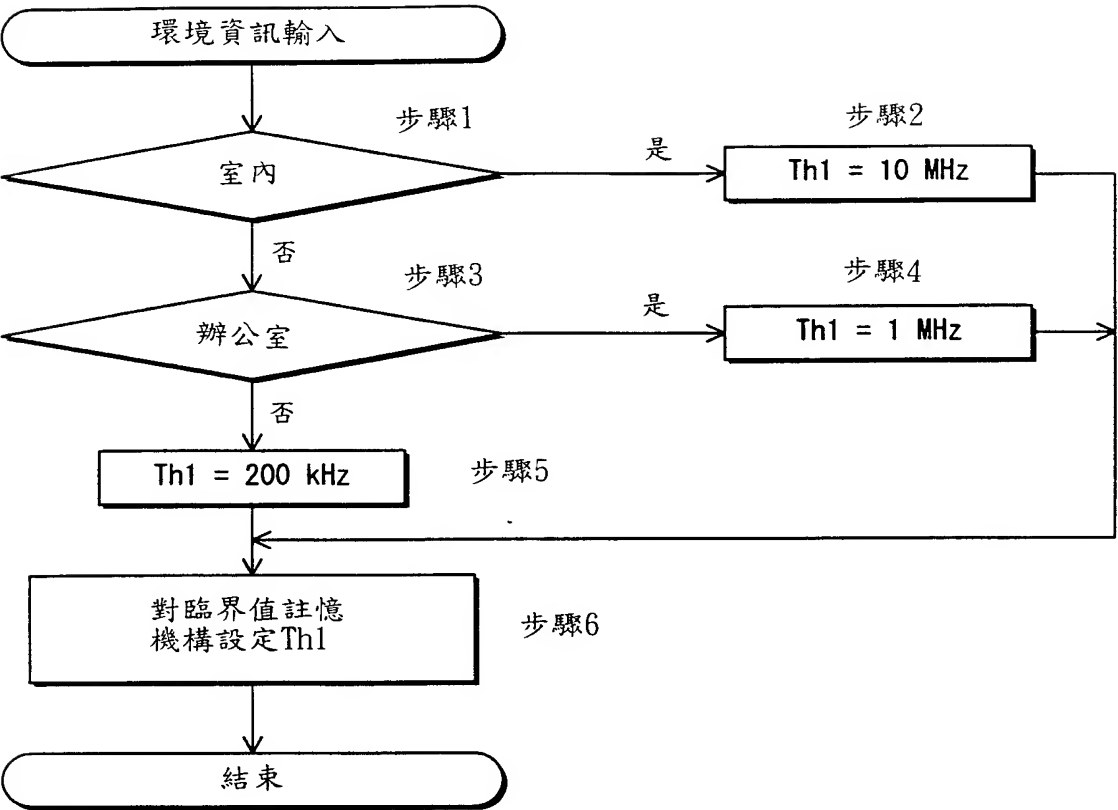 環境資訊輸入
步驟1
室內
是
步驟2
Th1 = 10 MHz
否
步驟3
辦公室
是
步驟4
Th1 = 1 MHz
否
Th1 = 200 kHz
步驟5
對臨界值註憶
機構設定Th1
步驟6
結束